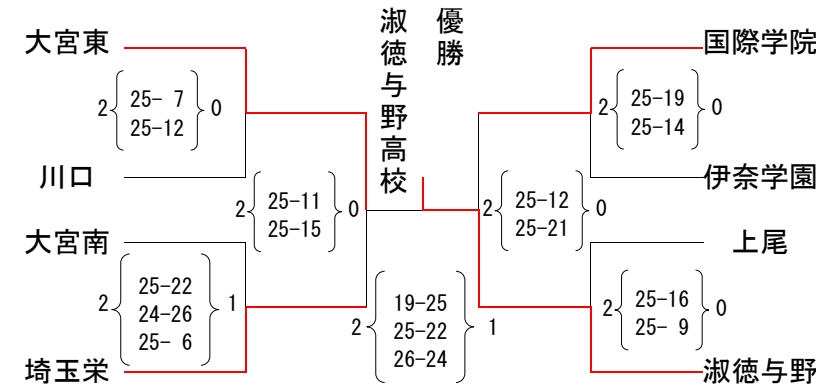 優勝
淑徳与野高校
大宮東
2 25- 7 0
25-12
川口
2 25-11 0
25-15
大宮南
2 25-22 1
24-26
25- 6
埼玉栄
2 19-25 1
25-22
26-24
国際学院
2 25-19 0
25-14
伊奈学園
2 25-12 0
25-21
上尾
2 25-16 0
25- 9
淑徳与野